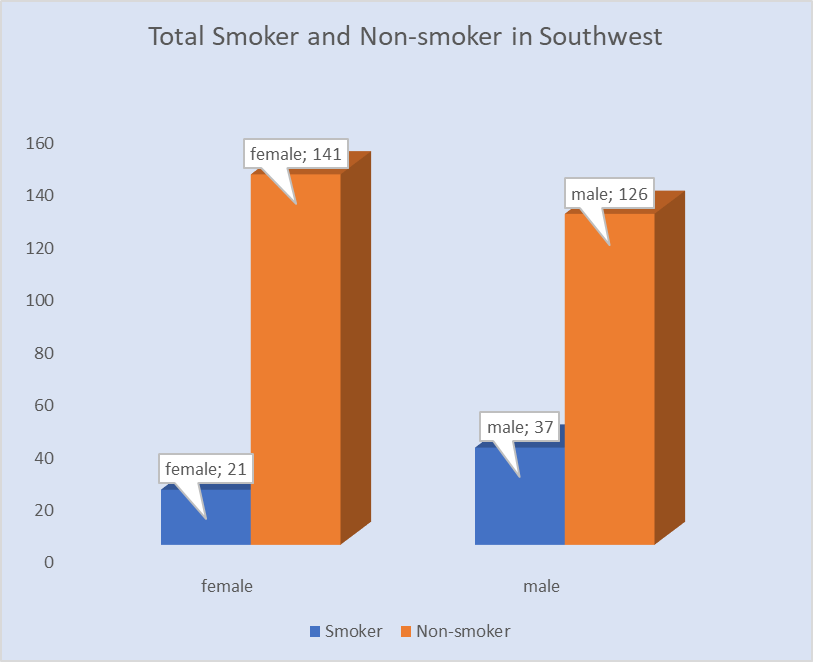 Total Smoker and Non-smoker in Southwest
160
140
120
100
80
60
40
20
0
female; 141
male; 126
female; 21
male; 37
female
male
Smoker
Non-smoker